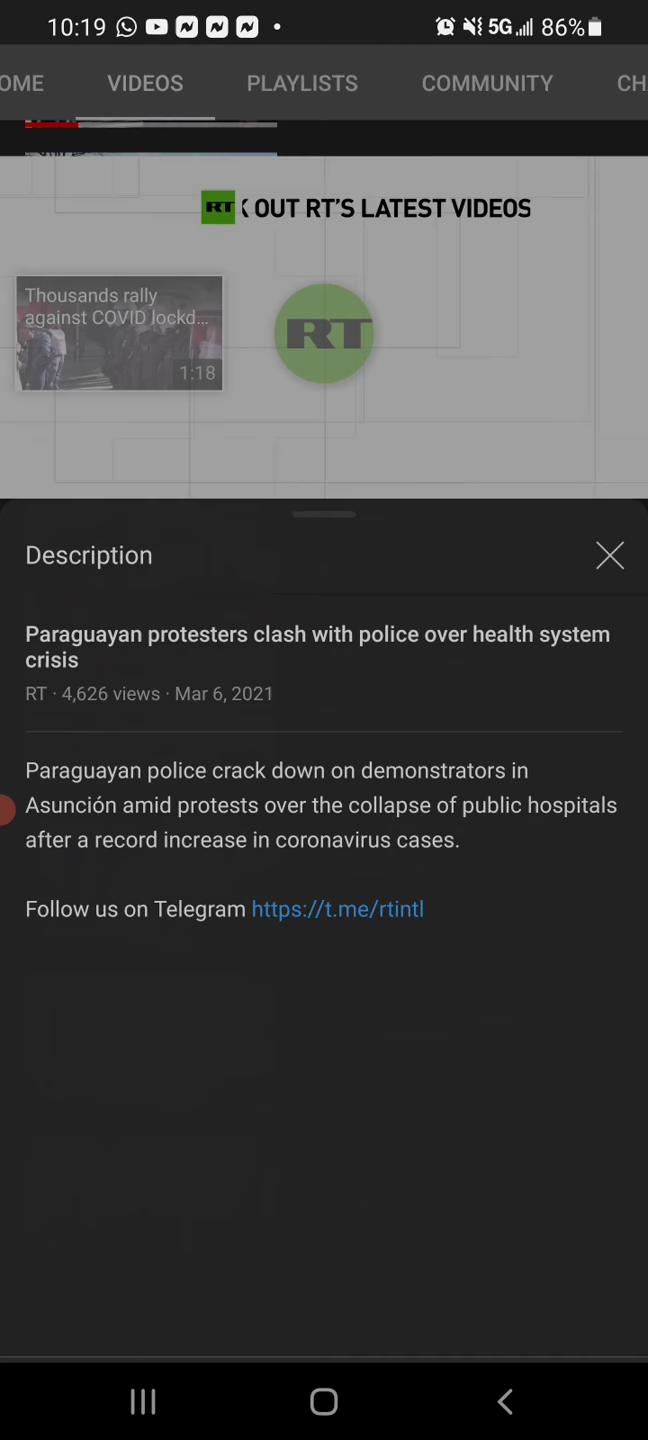 10:19 5G 86%
OME VIDEOS PLAYLISTS COMMUNITY CH
RT K OUT RT'S LATEST VIDEOS
Thousands rally
against COVID lockd...
1:18
RT
Description
Paraguayan protesters clash with police over health system
crisis
RT · 4,626 views · Mar 6, 2021
Paraguayan police crack down on demonstrators in
Asunción amid protests over the collapse of public hospitals
after a record increase in coronavirus cases.
Follow us on Telegram https://t.me/rtintl